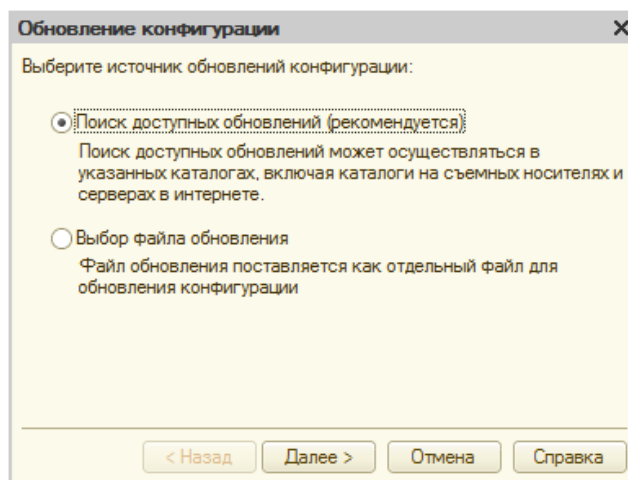 Обновление конфигурации
Выберите источник обновлений конфигурации:
Поиск доступных обновлений (рекомендуется)
Поиск доступных обновлений может осуществляться в
указанных каталогах, включая каталоги на съемных носителях и
серверах в интернете.
Выбор файла обновления
Файл обновления поставляется как отдельный файл для
обновления конфигурации
< Назад Далее > Отмена Справка